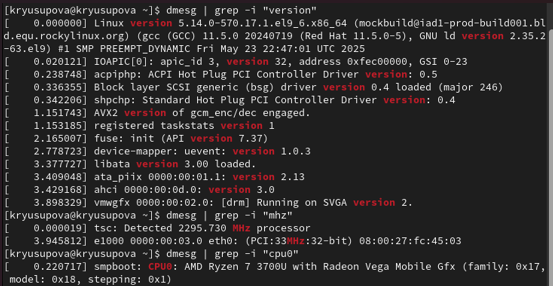 [kryusupova@kryusupova ~]$ dmesg | grep -i "version"
[    0.000000] Linux version 5.14.0-570.17.1.el9_6.x86_64 (mockbuild@iad1-prod-build001.bl
d.equ.rockylinux.org) (gcc (GCC) 11.5.0 20240719 (Red Hat 11.5.0-5), GNU ld version 2.35.2
-63.el9) #1 SMP PREEMPT_DYNAMIC Fri May 23 22:47:01 UTC 2025
[    0.020121] IOAPIC[0]: apic_id 3, version 32, address 0xfec00000, GSI 0-23
[    0.238748] acpiphp: ACPI Hot Plug PCI Controller Driver version: 0.5
[    0.336355] Block layer SCSI generic (bsg) driver version 0.4 loaded (major 246)
[    0.342206] shpchp: Standard Hot Plug PCI Controller Driver version: 0.4
[    1.151743] AVX2 version of gcm_enc/dec engaged.
[    1.153185] registered taskstats version 1
[    2.165007] fuse: init (API version 7.37)
[    2.778723] device-mapper: uevent: version 1.0.3
[    3.377727] libata version 3.00 loaded.
[    3.409048] ata_piix 0000:00:01.1: version 2.13
[    3.429168] ahci 0000:00:0d.0: version 3.0
[    3.898329] vmwgfx 0000:00:02.0: [drm] Running on SVGA version 2.
[kryusupova@kryusupova ~]$ dmesg | grep -i "mhz"
[    0.000019] tsc: Detected 2295.730 MHz processor
[    3.945812] e1000 0000:00:03.0 eth0: (PCI:33MHz:32-bit) 08:00:27:fc:45:03
[kryusupova@kryusupova ~]$ dmesg | grep -i "cpu0"
[    0.220717] smpboot: CPU0: AMD Ryzen 7 3700U with Radeon Vega Mobile Gfx (family: 0x17,
model: 0x18, stepping: 0x1)